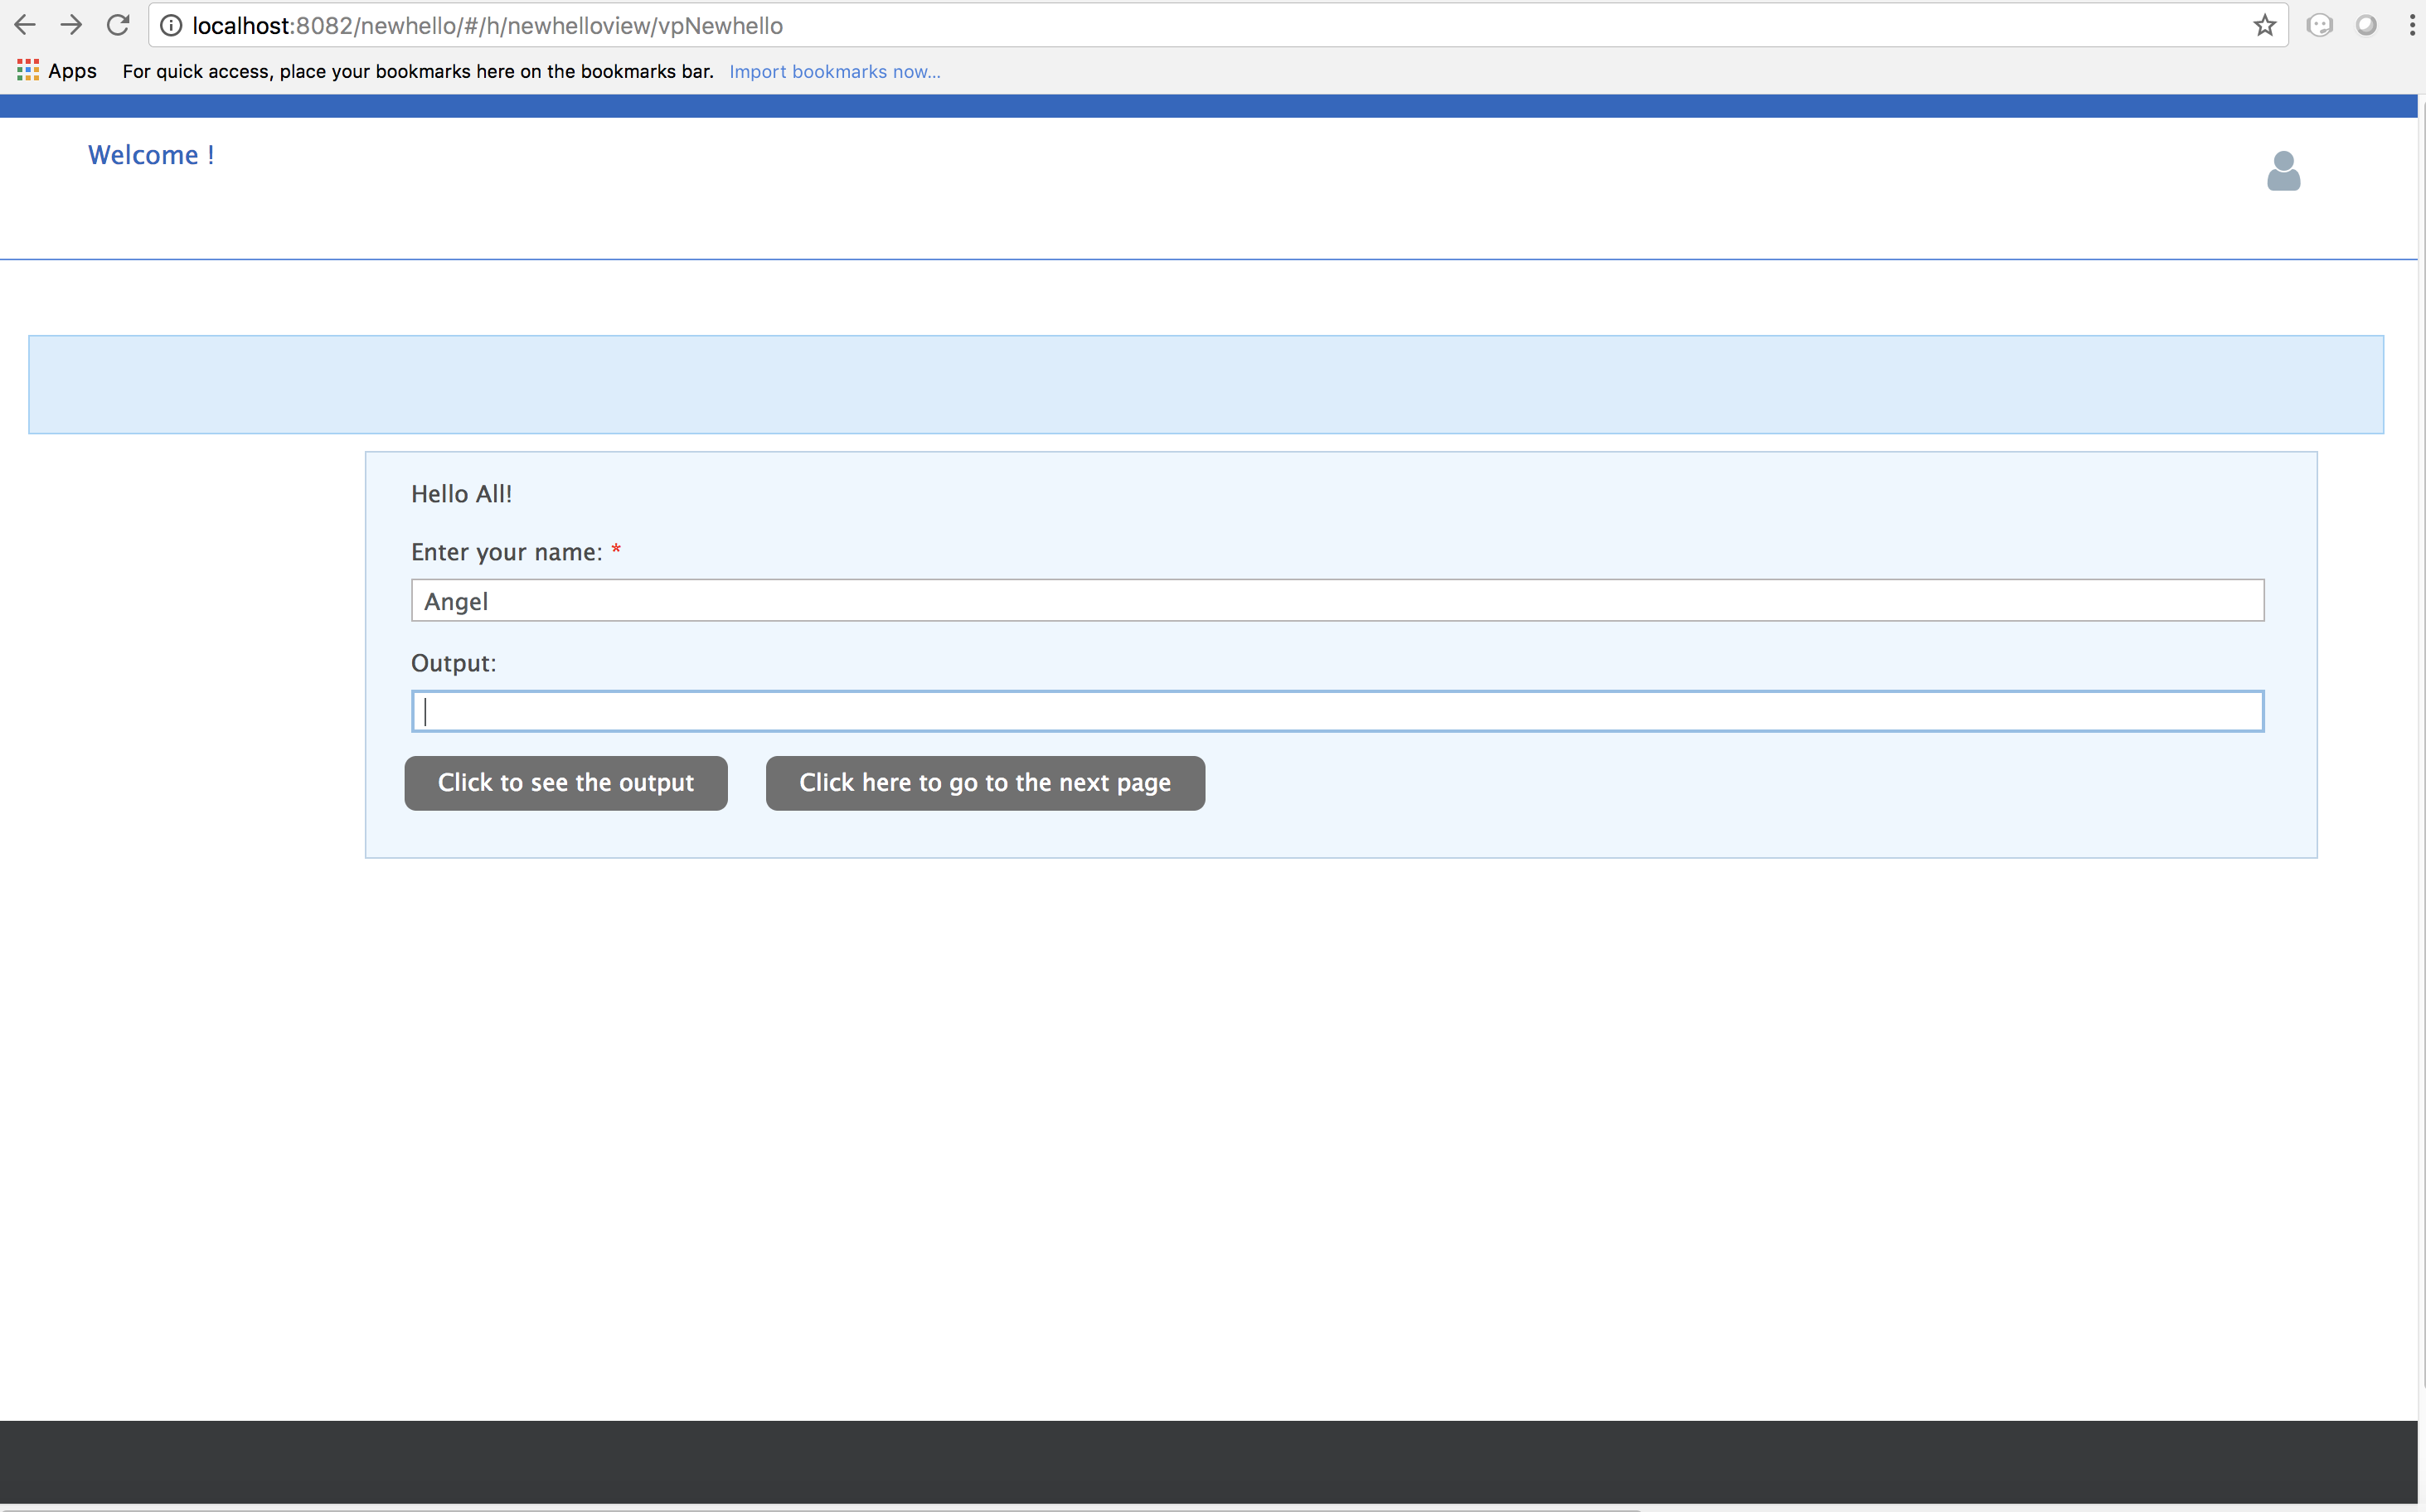 localhost:8082/newhello/#/h/newhelloview/vpNewhello
Apps For quick access, place your bookmarks here on the bookmarks bar. Import bookmarks now...
Welcome !
Hello All!
Enter your name: *
Angel
Output:
Click to see the output Click here to go to the next page